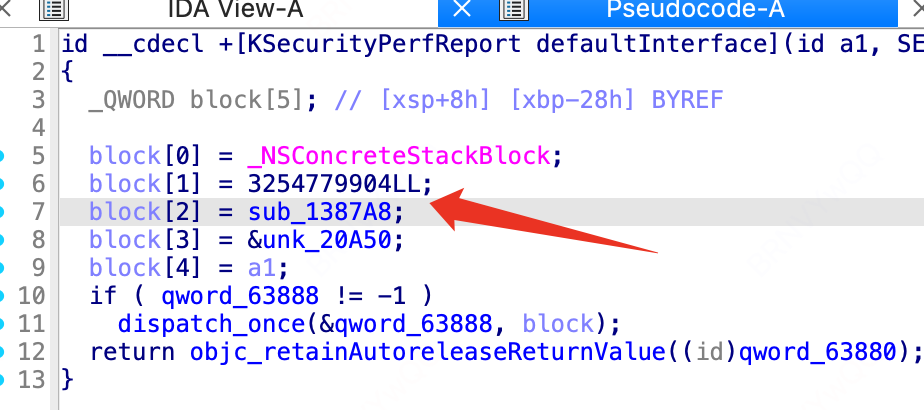 IDA View-A Pseudocode-A
1 id __cdecl +[KSecurityPerfReport defaultInterface](id a1, SE
2 {
3 _QWORD block[5]; // [xsp+8h] [xbp-28h] BYREF
4
5 block[0] = _NSConcreteStackBlock;
6 block[1] = 3254779904LL;
7 block[2] = sub_1387A8;
8 block[3] = &unk_20A50;
9 block[4] = a1;
10 if ( qword_63888 != -1 )
11 dispatch_once(&qword_63888, block);
12 return objc_retainAutoreleaseReturnValue((id)qword_63880);
13 }